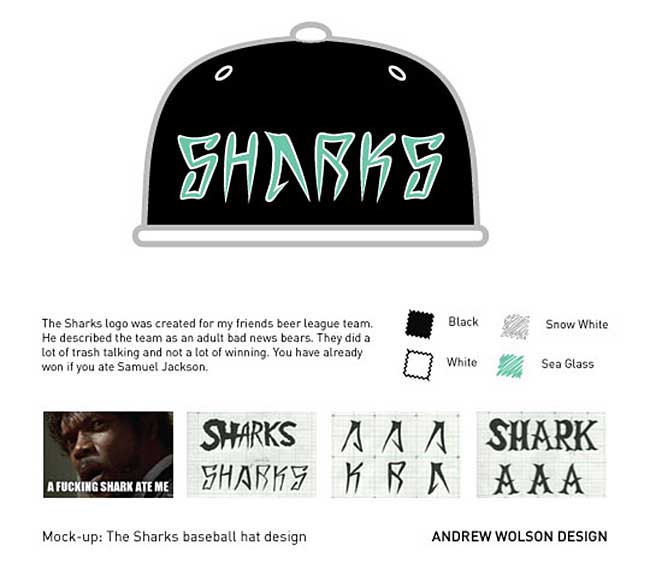 SHARKS
The Sharks logo was created for my friends beer league team.
He described the team as an adult bad news bears. They did a
lot of trash talking and not a lot of winning. You have already
won if you ate Samuel Jackson.
Black
Snow White
White
Sea Glass
A FUCKING SHARK ATE ME
SHARKS
SHARKS
A A A
K R A
SHARK
A A A
Mock-up: The Sharks baseball hat design
ANDREW WOLSON DESIGN